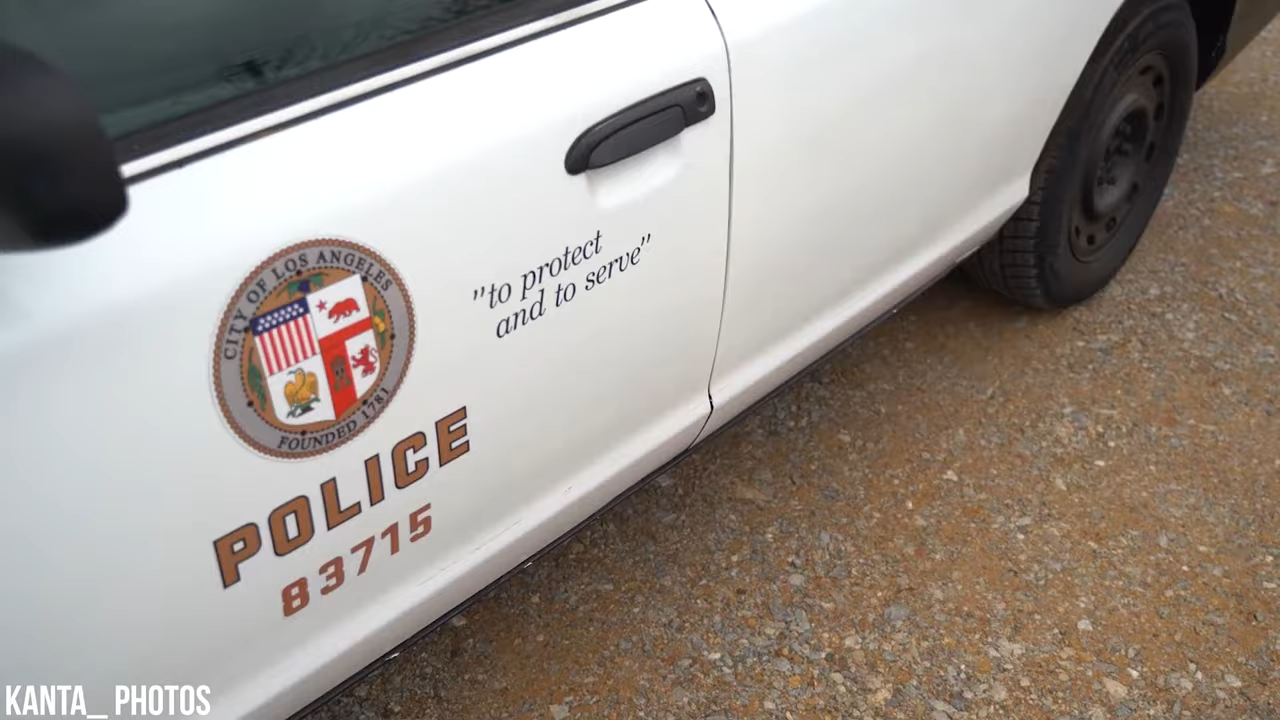 CITY OF LOS ANGELES
FOUNDED 1781
"to protect
and to serve"
POLICE
83715
KANTA_ PHOTOS